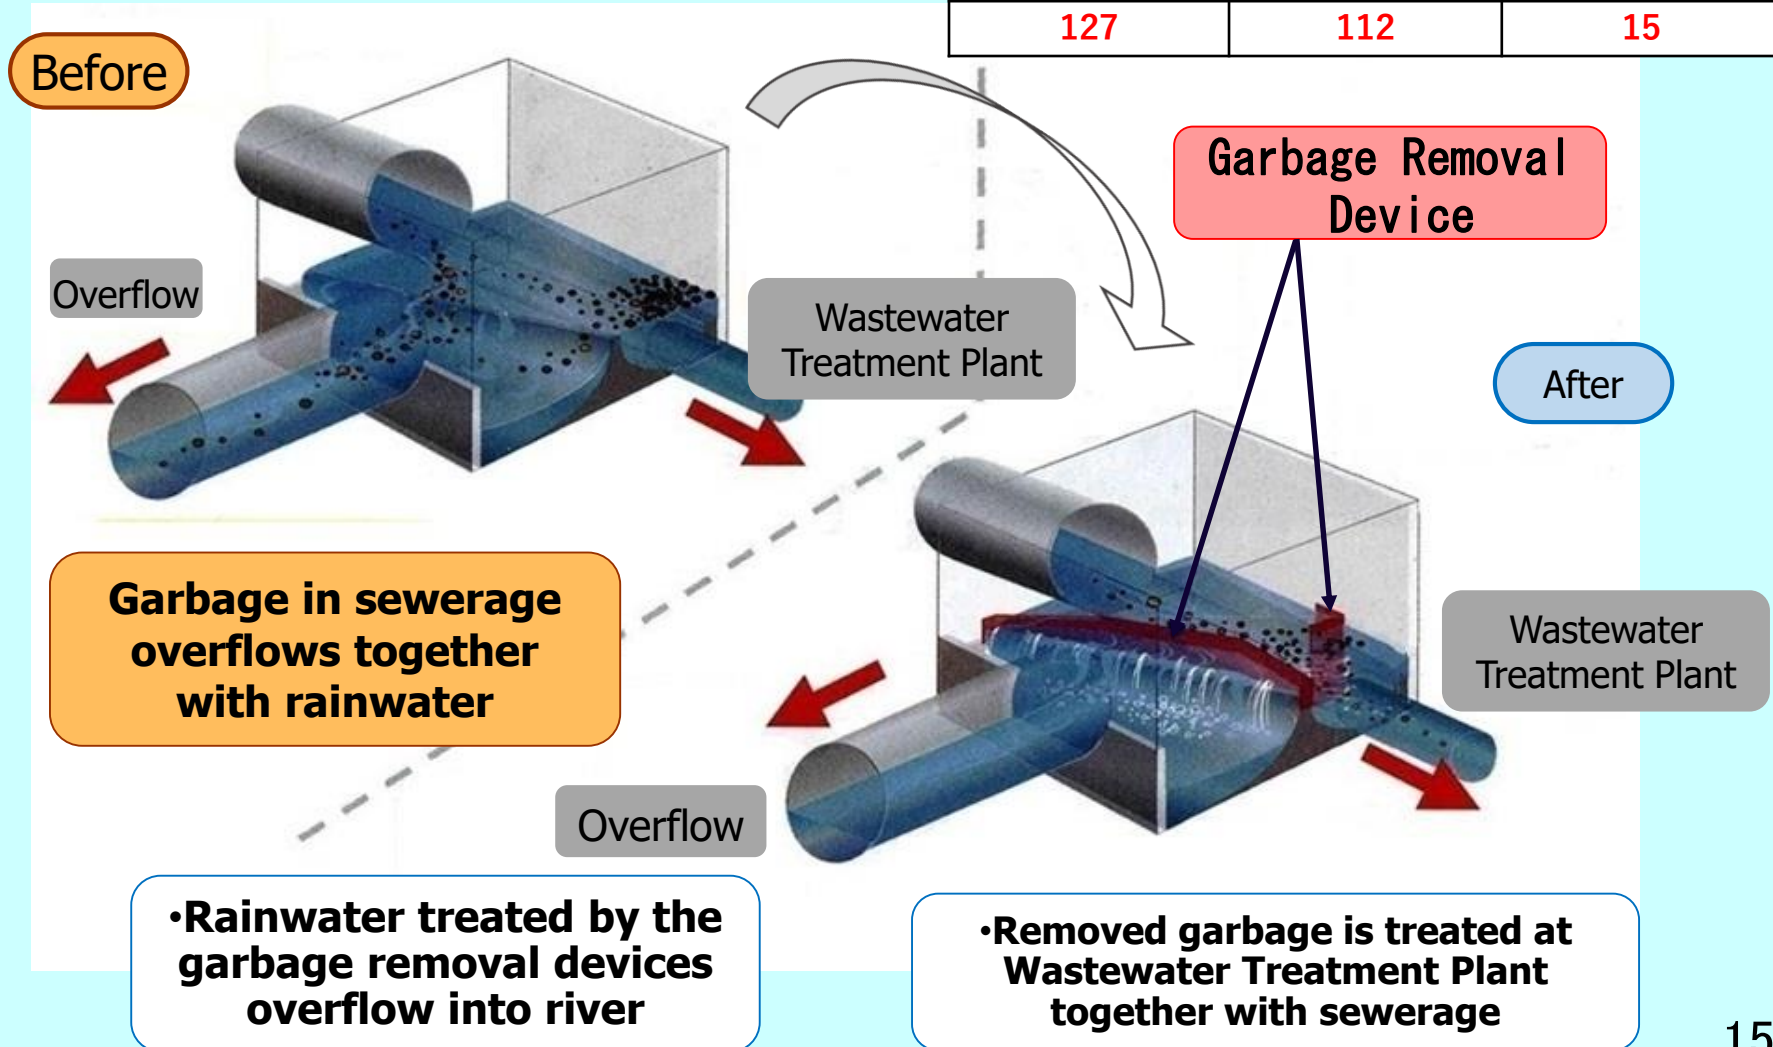 127 112 15
Before
Garbage Removal
Device
Overflow
Wastewater
Treatment Plant
After
Garbage in sewerage
overflows together
with rainwater
Wastewater
Treatment Plant
Overflow
•Rainwater treated by the
garbage removal devices
overflow into river
•Removed garbage is treated at
Wastewater Treatment Plant
together with sewerage
15